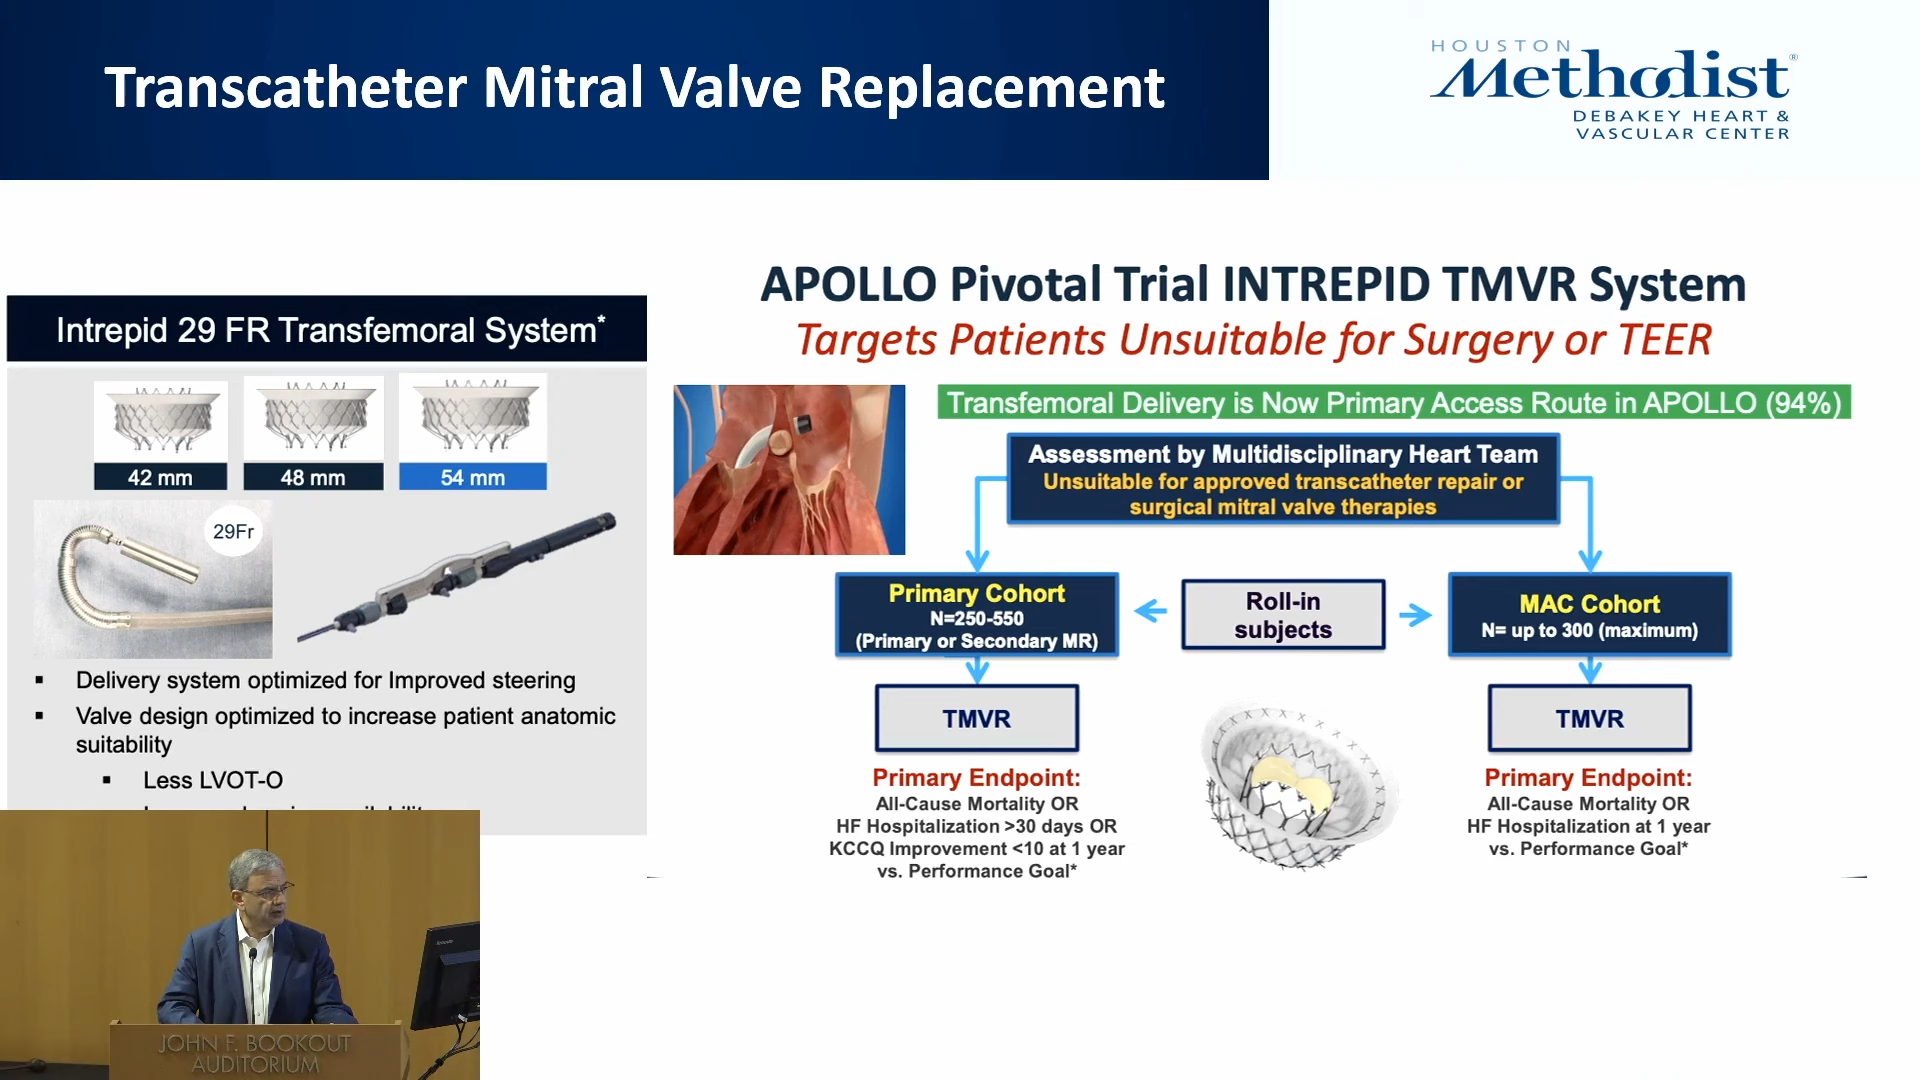 Transcatheter Mitral Valve Replacement
HOUSTON
Methodist®
DEBAKEY HEART &
VASCULAR CENTER
Intrepid 29 FR Transfemoral System*
42 mm
48 mm
54 mm
29Fr
▪ Delivery system optimized for Improved steering
▪ Valve design optimized to increase patient anatomic
suitability
▪ Less LVOT-O
APOLLO Pivotal Trial INTREPID TMVR System
Targets Patients Unsuitable for Surgery or TEER
Transfemoral Delivery is Now Primary Access Route in APOLLO (94%)
Assessment by Multidisciplinary Heart Team
Unsuitable for approved transcatheter repair or
surgical mitral valve therapies
Primary Cohort
N=250-550
(Primary or Secondary MR)
Roll-in
subjects
MAC Cohort
N= up to 300 (maximum)
TMVR
TMVR
Primary Endpoint:
All-Cause Mortality OR
HF Hospitalization >30 days OR
KCCQ Improvement <10 at 1 year
vs. Performance Goal*
Primary Endpoint:
All-Cause Mortality OR
HF Hospitalization at 1 year
vs. Performance Goal*
JOHN F. BOOKOUT
AUDITORIUM